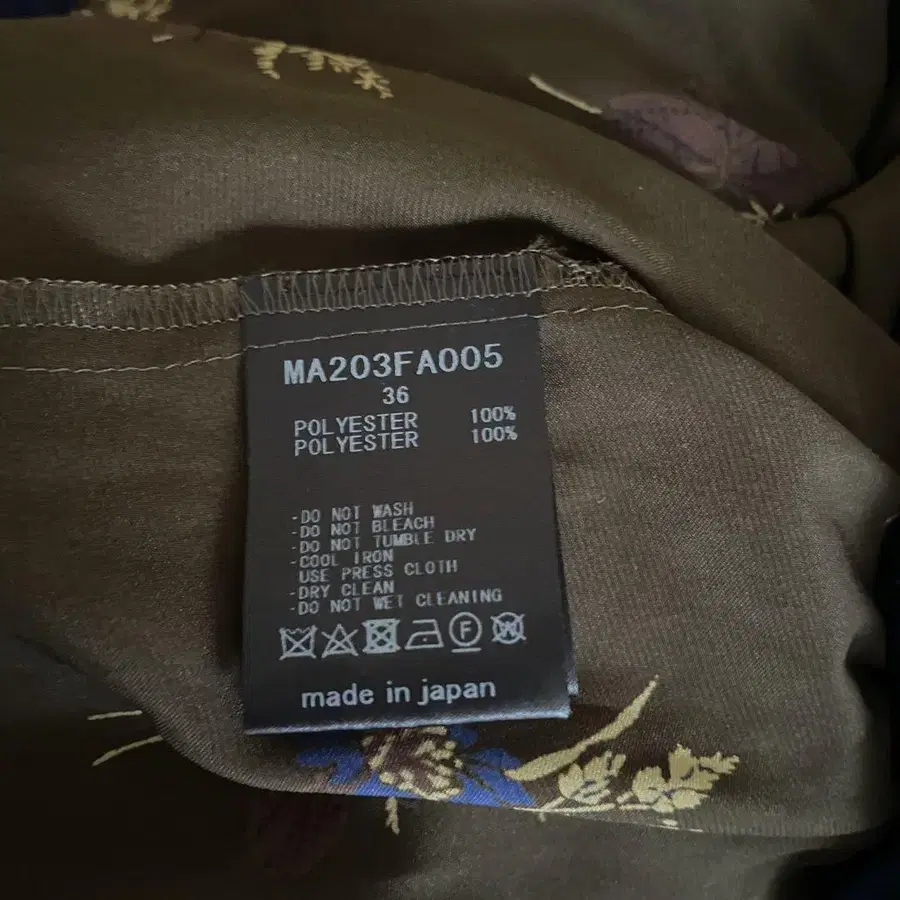 MA203FA005
36
POLYESTER 100%
POLYESTER 100%
-DO NOT WASH
-DO NOT BLEACH
-DO NOT TUMBLE DRY
-COOL IRON
USE PRESS CLOTH
-DRY CLEAN
-DO NOT WET CLEANING
F W
made in japan